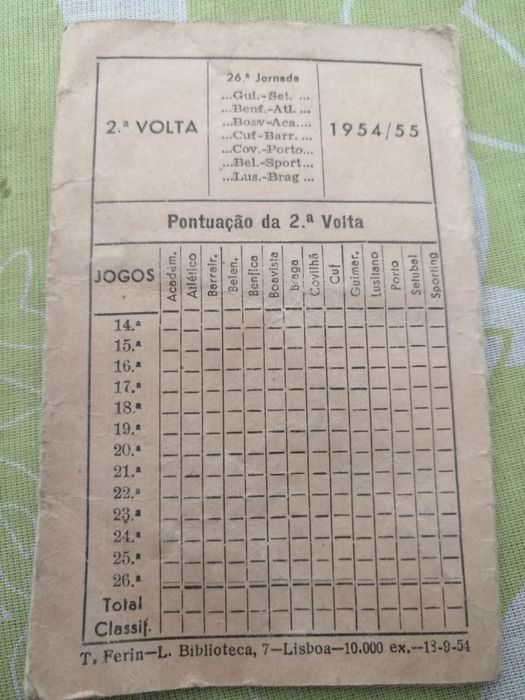 2.ª VOLTA
26.ª Jornada
...Gui.-Set. ...
...Benf.-Atl. ...
...Boav-Aca....
...Cuf-Barr. ...
...Cov.-Porto...
...Bel.-Sport...
...Lus.-Brag ...
1954/55
Pontuação da 2.ª Volta
JOGOS Académ. Atlético Barreir. Belen. Benfica Boavista Braga Covilhã Cuf Guimar. Lusitano Porto Setubal Sporting
14.ª
15.ª
16.ª
17.ª
18.ª
19.ª
20.ª
21.ª
22.ª
23.ª
24.ª
25.ª
26.ª
Total
Classif.
T. Ferin—L. Biblioteca, 7—Lisboa—10.000 ex.—13-9-54